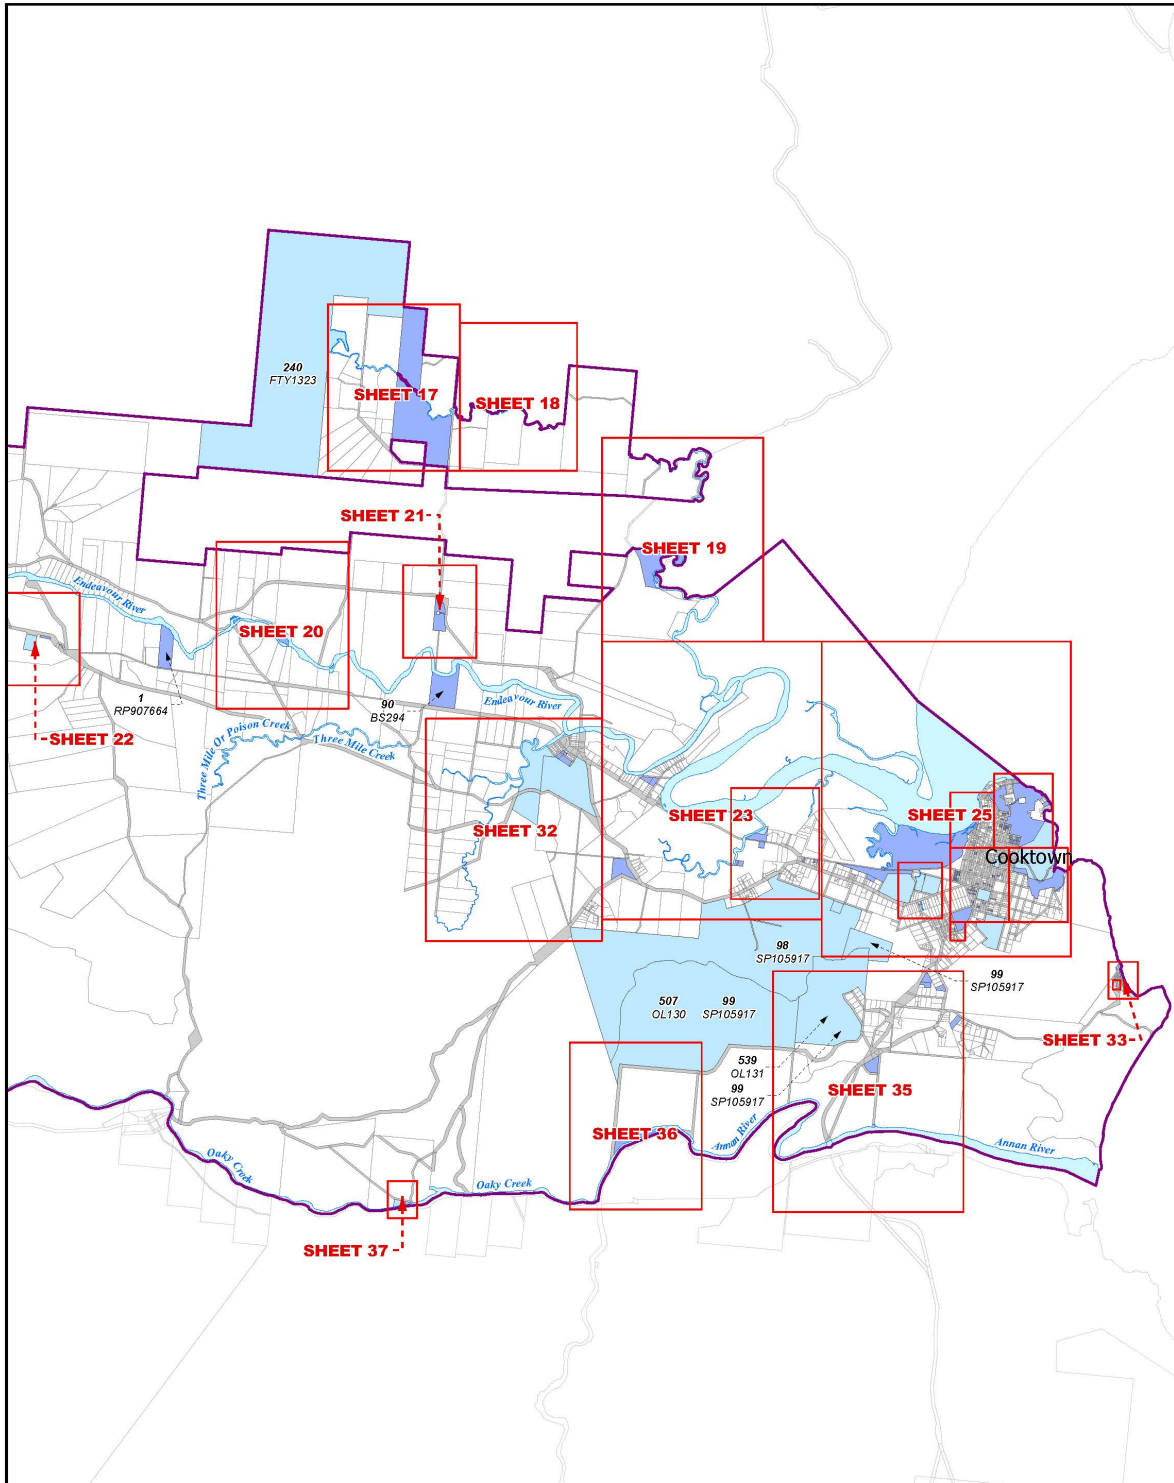 240
FTY1323
SHEET 17
SHEET 18
SHEET 21
SHEET 19
Endeavour River
SHEET 20
1
RP907664
90
BS294
Endeavour River
SHEET 22
Three Mile Or Poison Creek
Three Mile Creek
SHEET 32
SHEET 23
SHEET 25
Cooktown
98
SP105917
99
SP105917
507
OL130
99
SP105917
SHEET 33
539
OL131
99
SP105917
SHEET 35
SHEET 36
Annan River
Annan River
Oaky Creek
Oaky Creek
SHEET 37